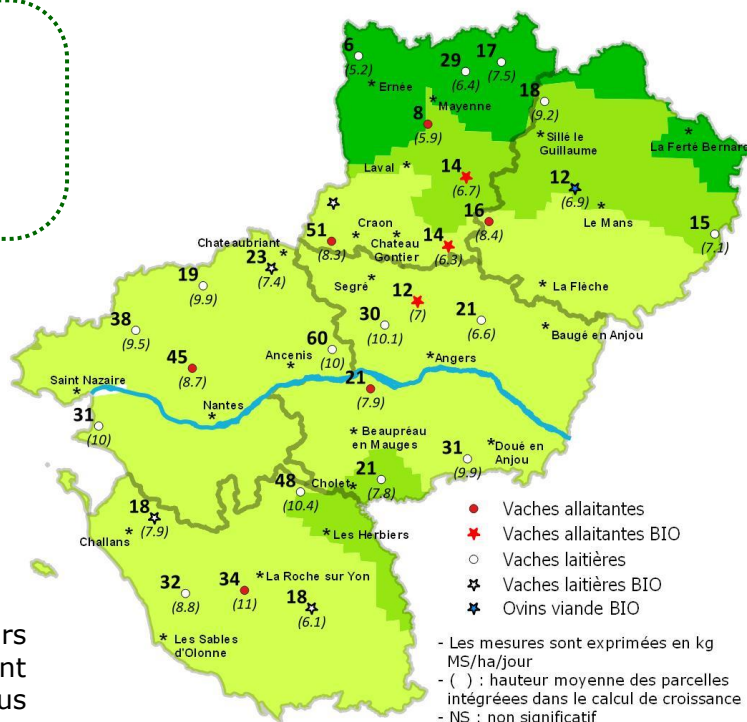 6
(5.2)
29
(6.4)
17
(7.5)
* Ernée
* Mayenne
8
(5.9)
18
(9.2)
* Sillé le
Guillaume
*
La Ferté Bernard
Laval *
14
(6.7)
12
(6.9)
*
Le Mans
16
(8.4)
15
(7.1)
51
(8.3)
Craon
*
*
Chateau
Gontier
14
(6.3)
Chateaubriant
*
23
(7.4)
Segré *
* La Flèche
19
(9.9)
12
(7)
30
(10.1)
21
(6.6)
*
Baugé en Anjou
38
(9.5)
60
(10)
Ancenis
*
*Angers
45
(8.7)
21
(7.9)
Saint Nazaire
*
Nantes
*
31
(10)
* Beaupréau
en Mauges
*Doué en
Anjou
31
(9.9)
21
(7.8)
Cholet*
48
(10.4)
18
(7.9)
Challans *
* Les Herbiers
32
(8.8)
34
(11)
*La Roche sur Yon
18
(6.1)
* Les Sables
d'Olonne
Vaches allaitantes
Vaches allaitantes BIO
Vaches laitières
Vaches laitières BIO
Ovins viande BIO
- Les mesures sont exprimées en kg
MS/ha/jour
- ( ) : hauteur moyenne des parcelles
intégréees dans le calcul de croissance
- NS : non significatif
rs
nt
us